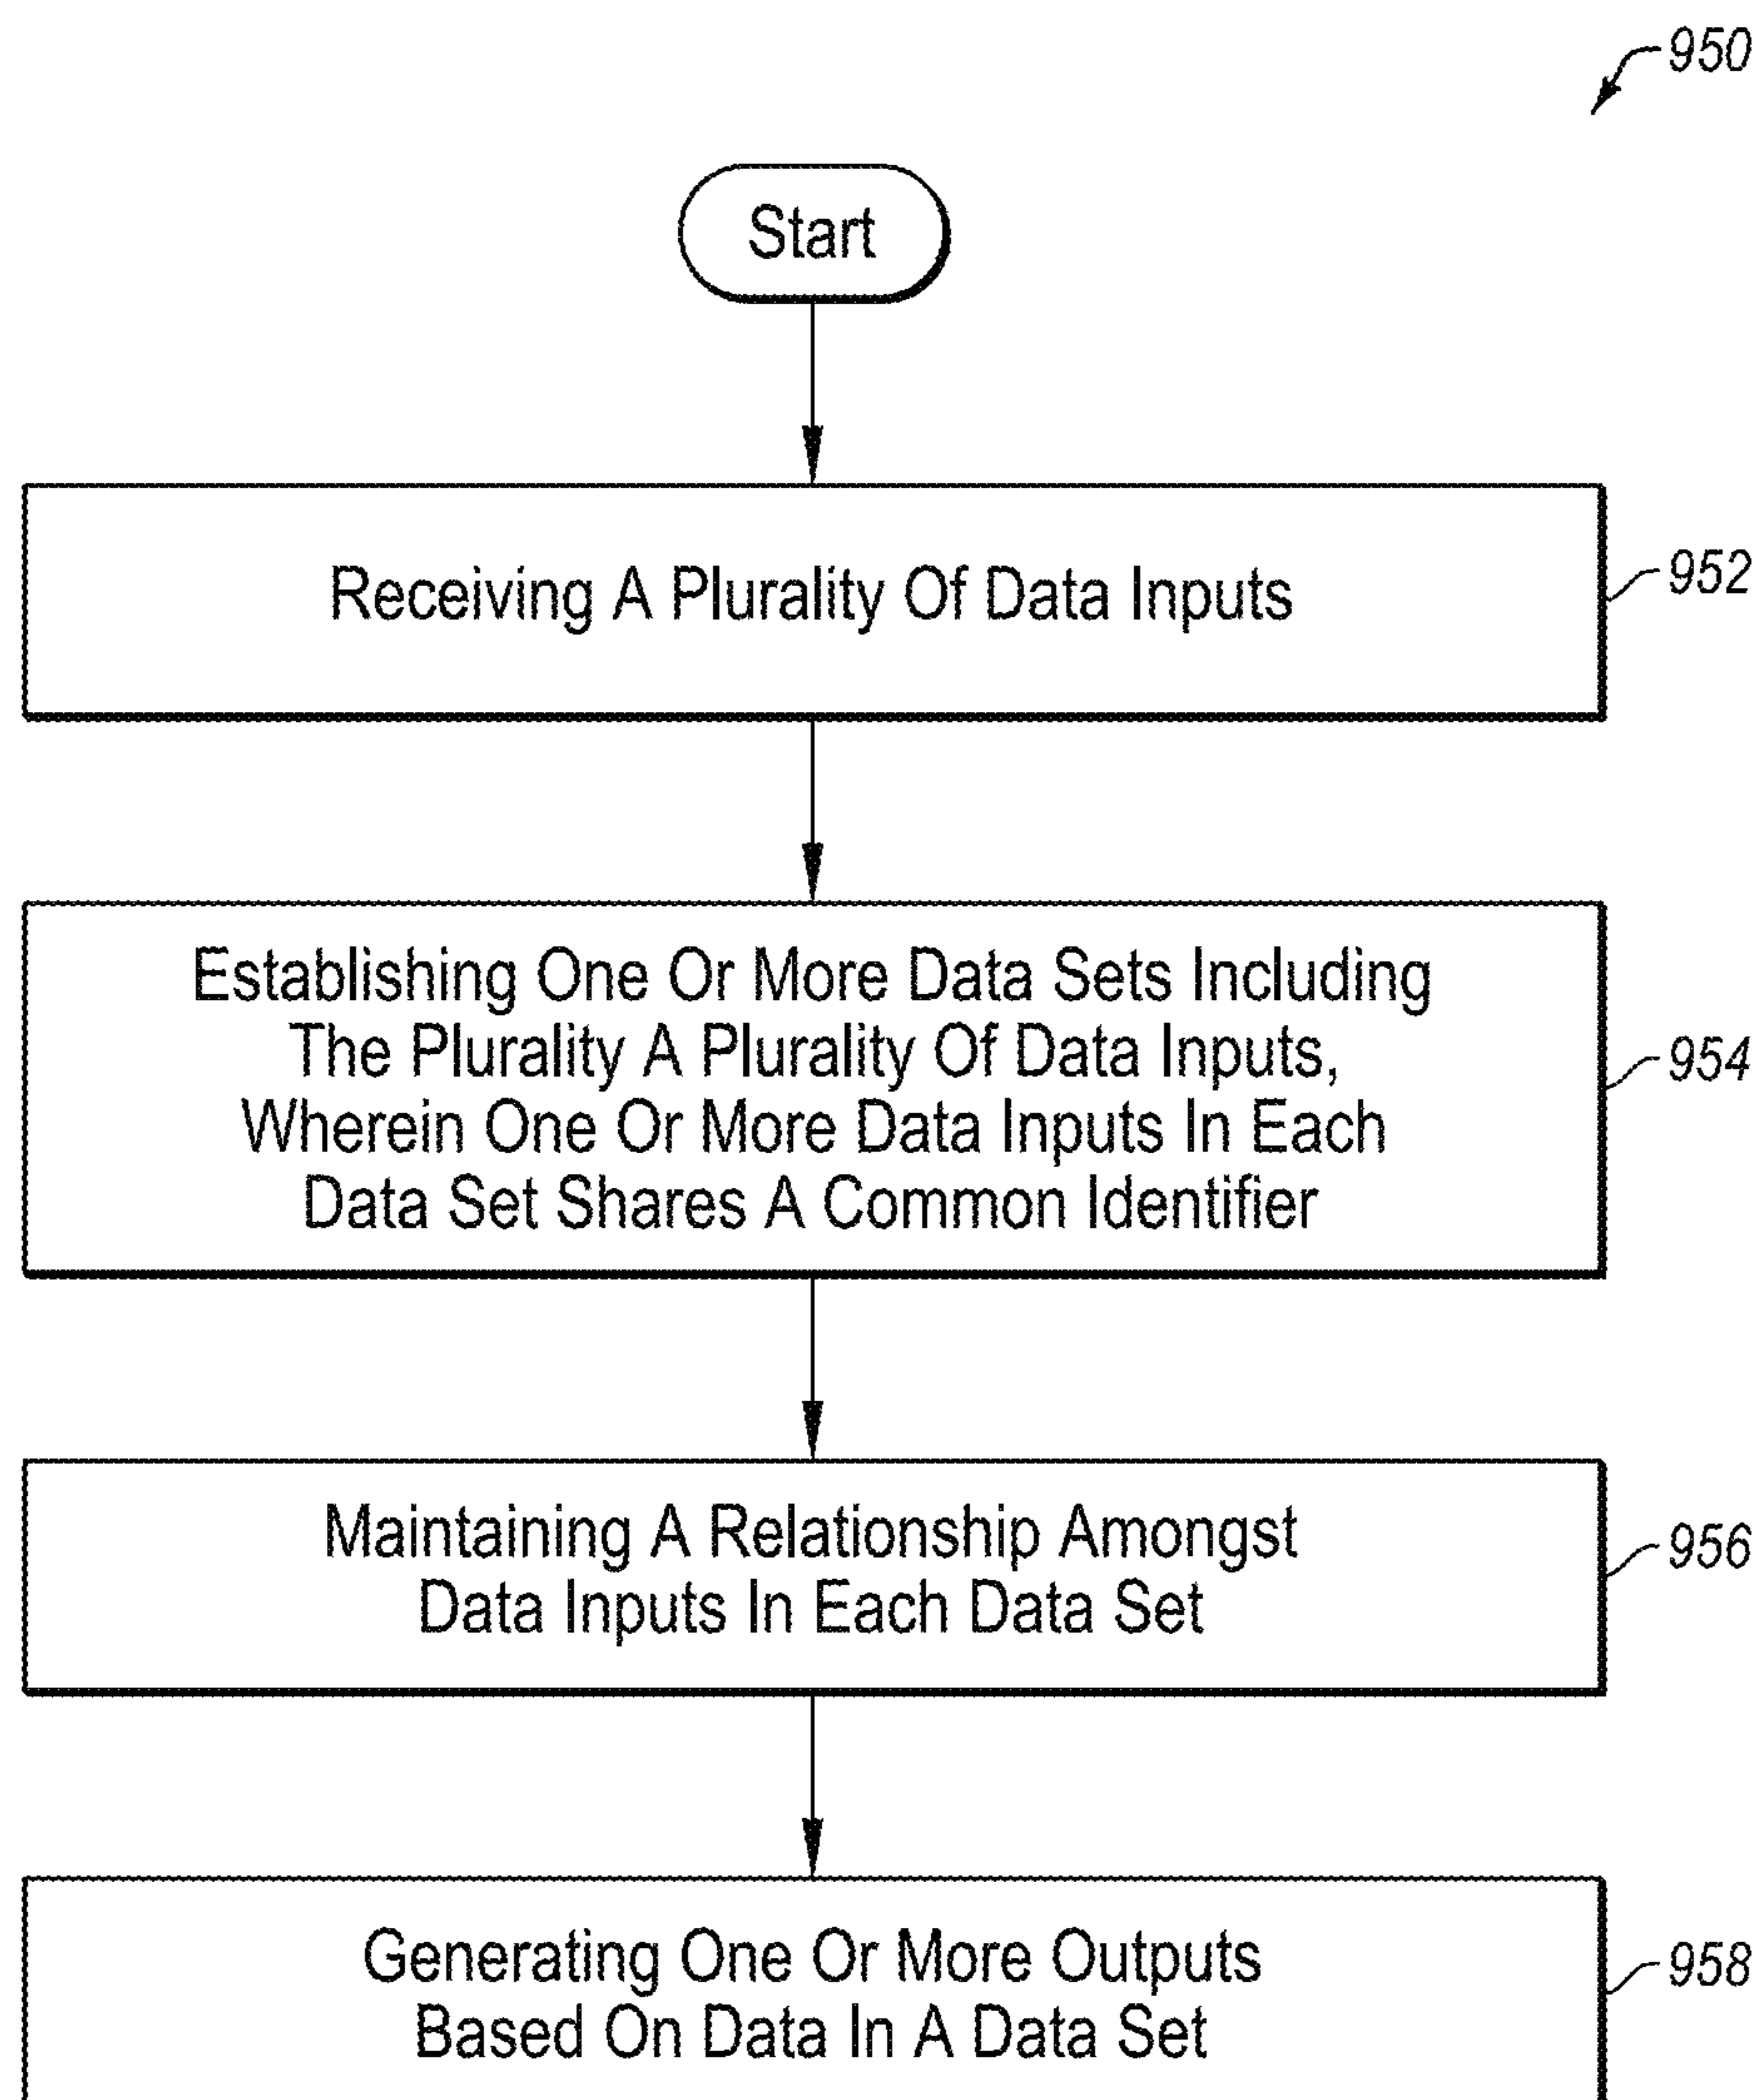 950
Start
Receiving A Plurality Of Data Inputs
952
Establishing One Or More Data Sets Including
The Plurality A Plurality Of Data Inputs,
Wherein One Or More Data Inputs In Each
Data Set Shares A Common Identifier
954
Maintaining A Relationship Amongst
Data Inputs In Each Data Set
956
Generating One Or More Outputs
Based On Data In A Data Set
958